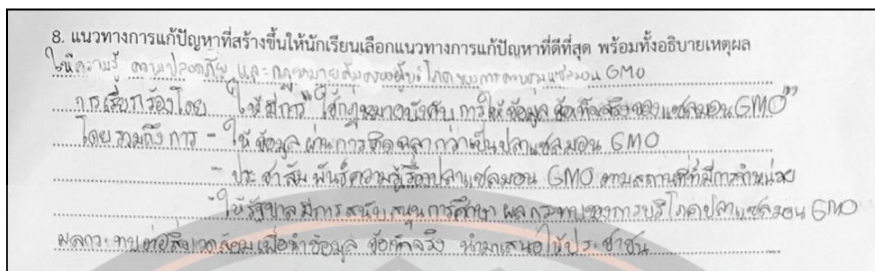 8. แนวทางการแก้ปัญหาที่สร้างขึ้นให้นักเรียนเลือกแนวทางการแก้ปัญหาที่ดีที่สุด พร้อมทั้งอธิบายเหตุผล
ให้ความรู้ ความปลอดภัย และกฎหมายคุ้มครองผู้บริโภค แซลมอน GMO
การเรียกร้องโดย "ให้มีการ ใช้กฎหมายบังคับ การให้ข้อมูล ข้อเท็จจริงของแซลมอน GMO"
โดยรวมถึง การ - ให้ข้อมูลผ่านการติดฉลากว่าเป็นปลาแซลมอน GMO
- ประชาสัมพันธ์ความรู้เรื่องปลาแซลมอน GMO ตามสถานที่ที่มีการจำหน่าย
- ให้รัฐบาลมีการสนับสนุนการศึกษา ผลกระทบของการบริโภคปลาแซลมอน GMO
ผลกระทบต่อสิ่งแวดล้อมเพื่อนำข้อมูล ข้อเท็จจริง นำมาเสนอให้ประชาชน